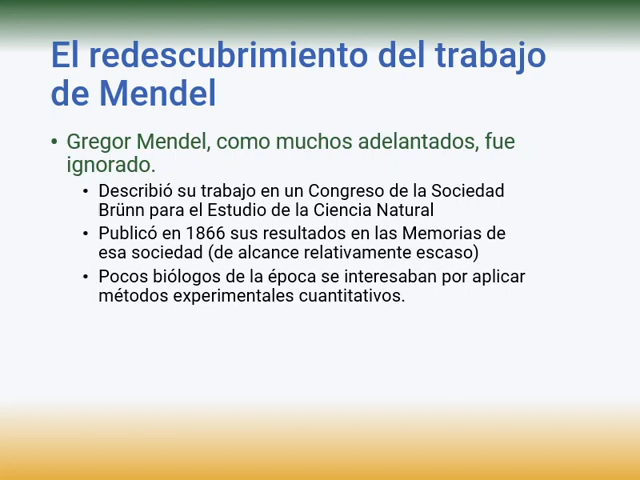 El redescubrimiento del trabajo
de Mendel
• Gregor Mendel, como muchos adelantados, fue
ignorado.
• Describió su trabajo en un Congreso de la Sociedad
Brünn para el Estudio de la Ciencia Natural
• Publicó en 1866 sus resultados en las Memorias de
esa sociedad (de alcance relativamente escaso)
• Pocos biólogos de la época se interesaban por aplicar
métodos experimentales cuantitativos.